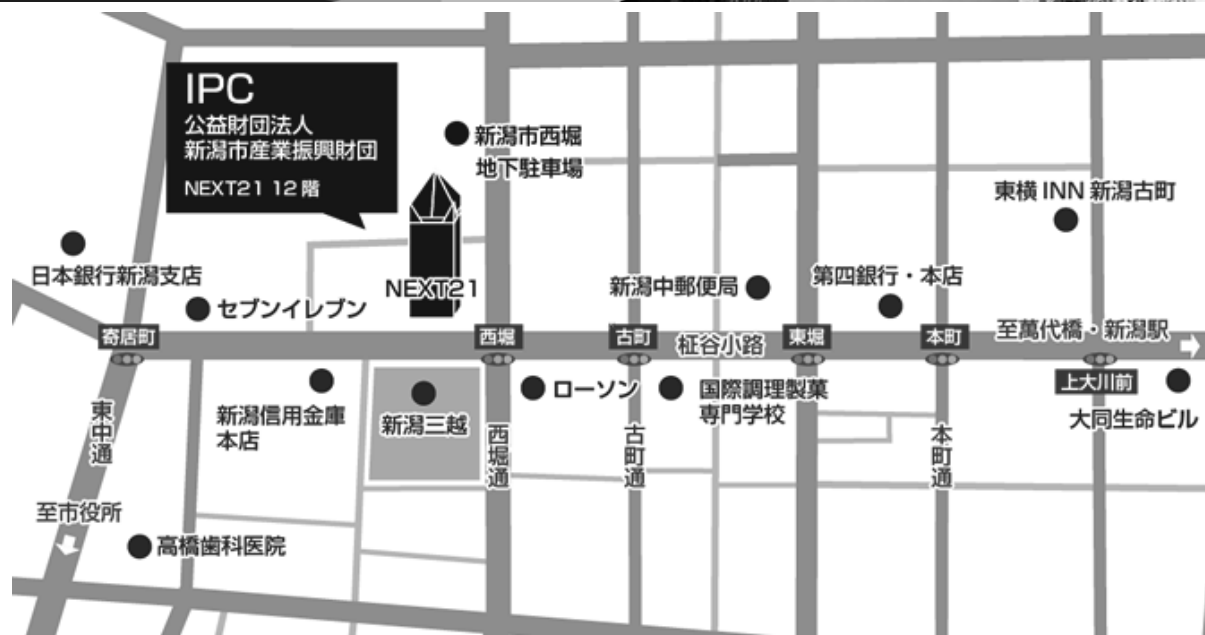 IPC
公益財団法人
新潟市産業振興財団
NEXT21 12階
新潟市西堀
地下駐車場
東横INN 新潟古町
日本銀行新潟支店
セブンイレブン
NEXT21
新潟中郵便局
第四銀行・本店
寄居町
西堀
古町
柾谷小路
東堀
本町
至萬代橋・新潟駅
上大川前
新潟信用金庫
本店
新潟三越
ローソン
国際調理製菓
専門学校
大同生命ビル
東中通
西堀通
古町通
本町通
至市役所
高橋歯科医院